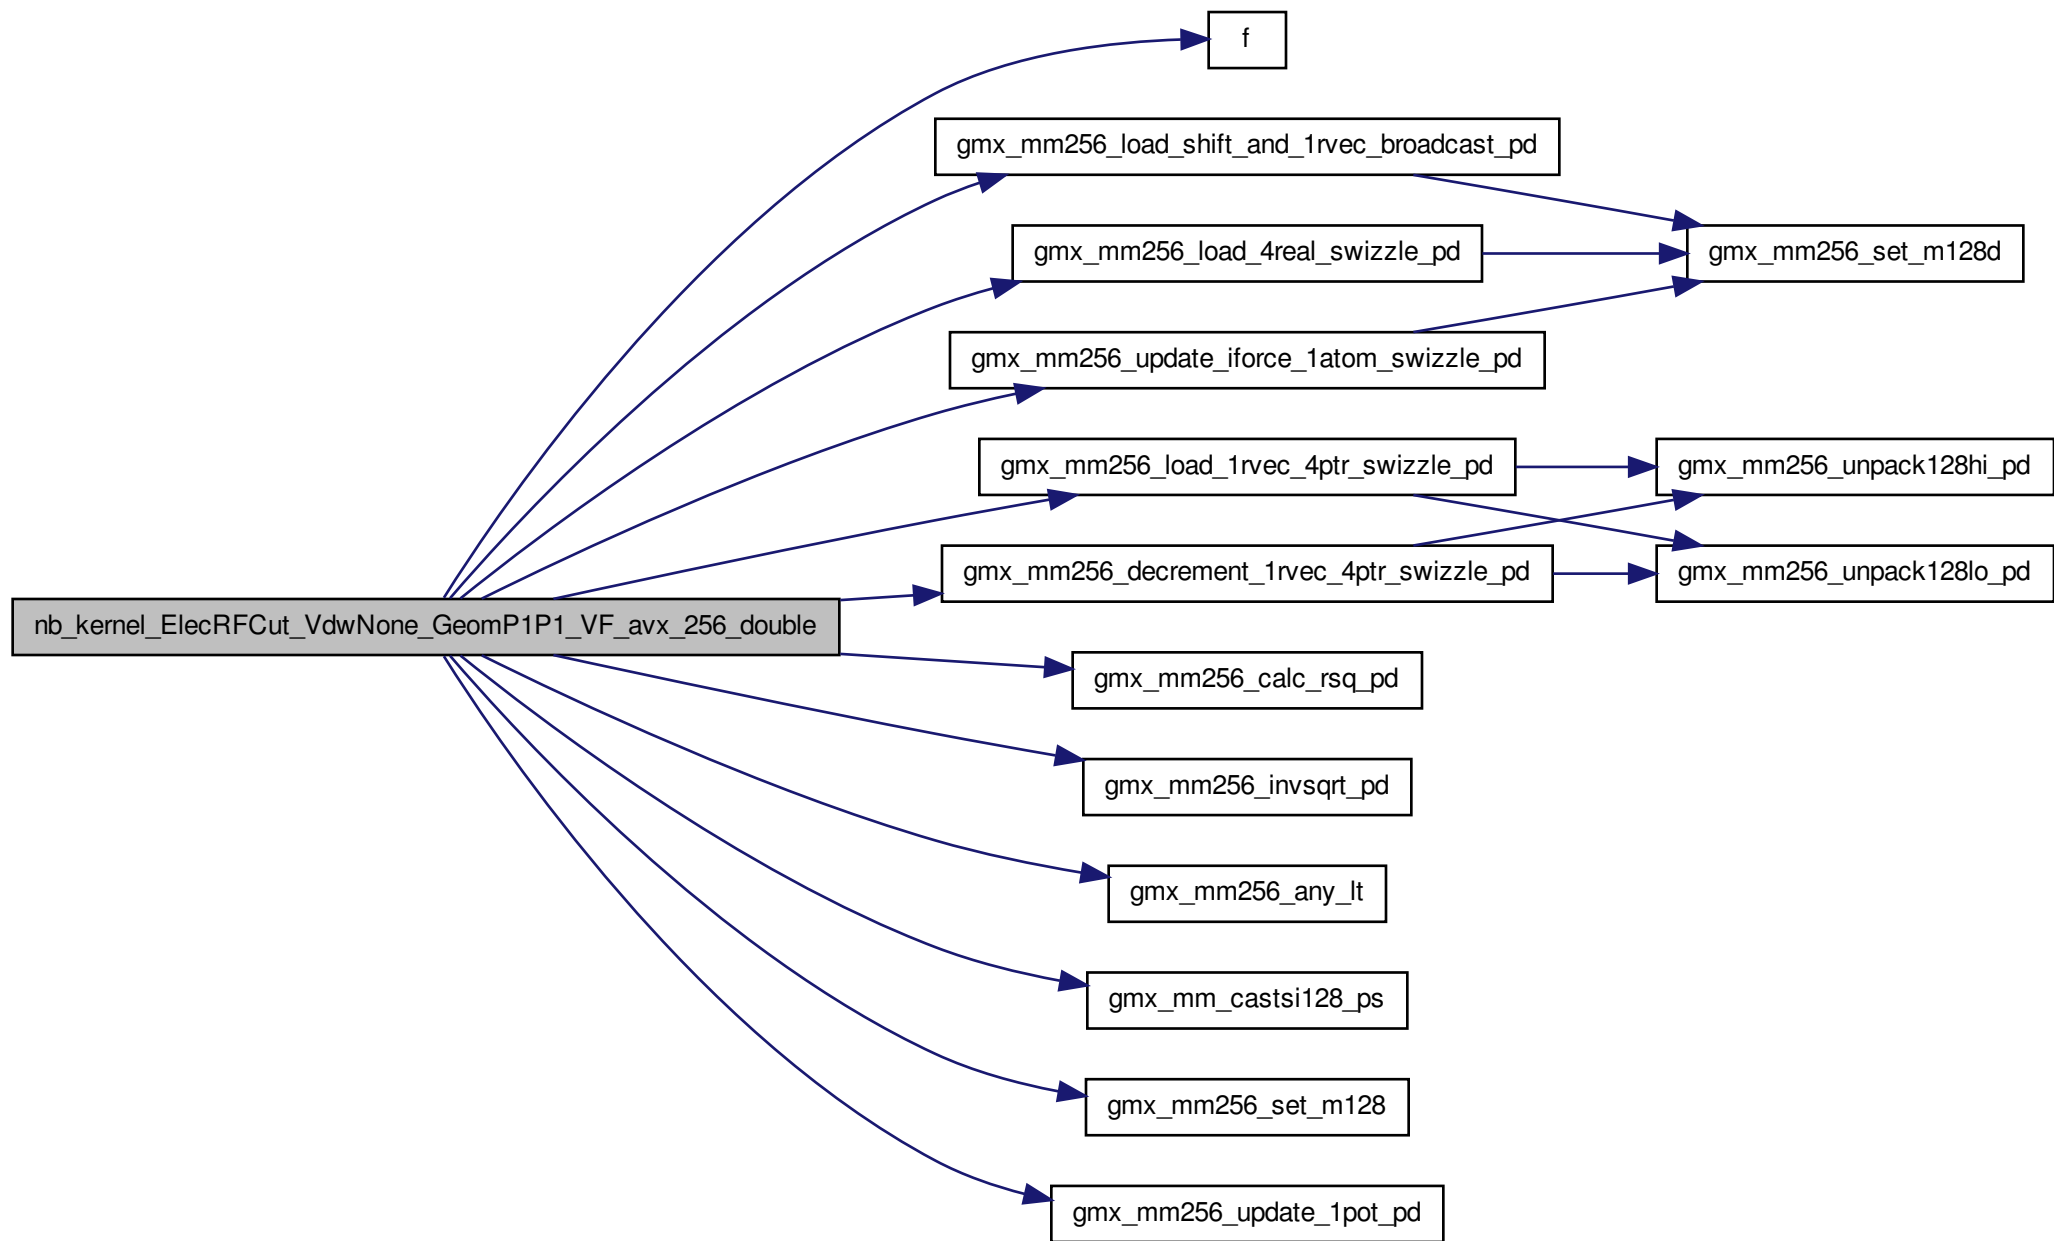 f
gmx_mm256_load_shift_and_1rvec_broadcast_pd
gmx_mm256_load_4real_swizzle_pd
gmx_mm256_set_m128d
gmx_mm256_update_iforce_1atom_swizzle_pd
gmx_mm256_load_1rvec_4ptr_swizzle_pd
gmx_mm256_unpack128hi_pd
gmx_mm256_decrement_1rvec_4ptr_swizzle_pd
gmx_mm256_unpack128lo_pd
nb_kernel_ElecRFCut_VdwNone_GeomP1P1_VF_avx_256_double
gmx_mm256_calc_rsq_pd
gmx_mm256_invsqrt_pd
gmx_mm256_any_lt
gmx_mm_castsi128_ps
gmx_mm256_set_m128
gmx_mm256_update_1pot_pd